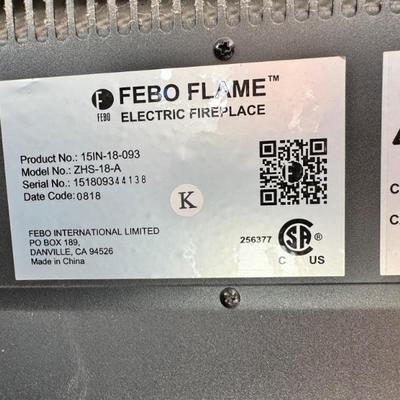 F FEBO FLAME™
FEBO ELECTRIC FIREPLACE
Product No.: 15IN-18-093
Model No.: ZHS-18-A
Serial No.: 151809344138
Date Code: 0818
K
FEBO INTERNATIONAL LIMITED
PO BOX 189,
DANVILLE, CA 94526
Made in China
256377
CSA
C US